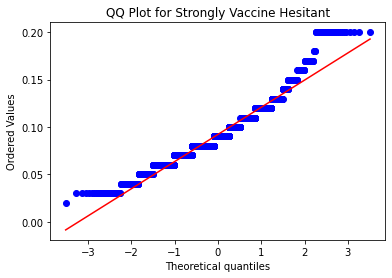 QQ Plot for Strongly Vaccine Hesitant
0.20
0.15
0.10
0.05
0.00
Ordered Values
−3 −2 −1 0 1 2 3
Theoretical quantiles